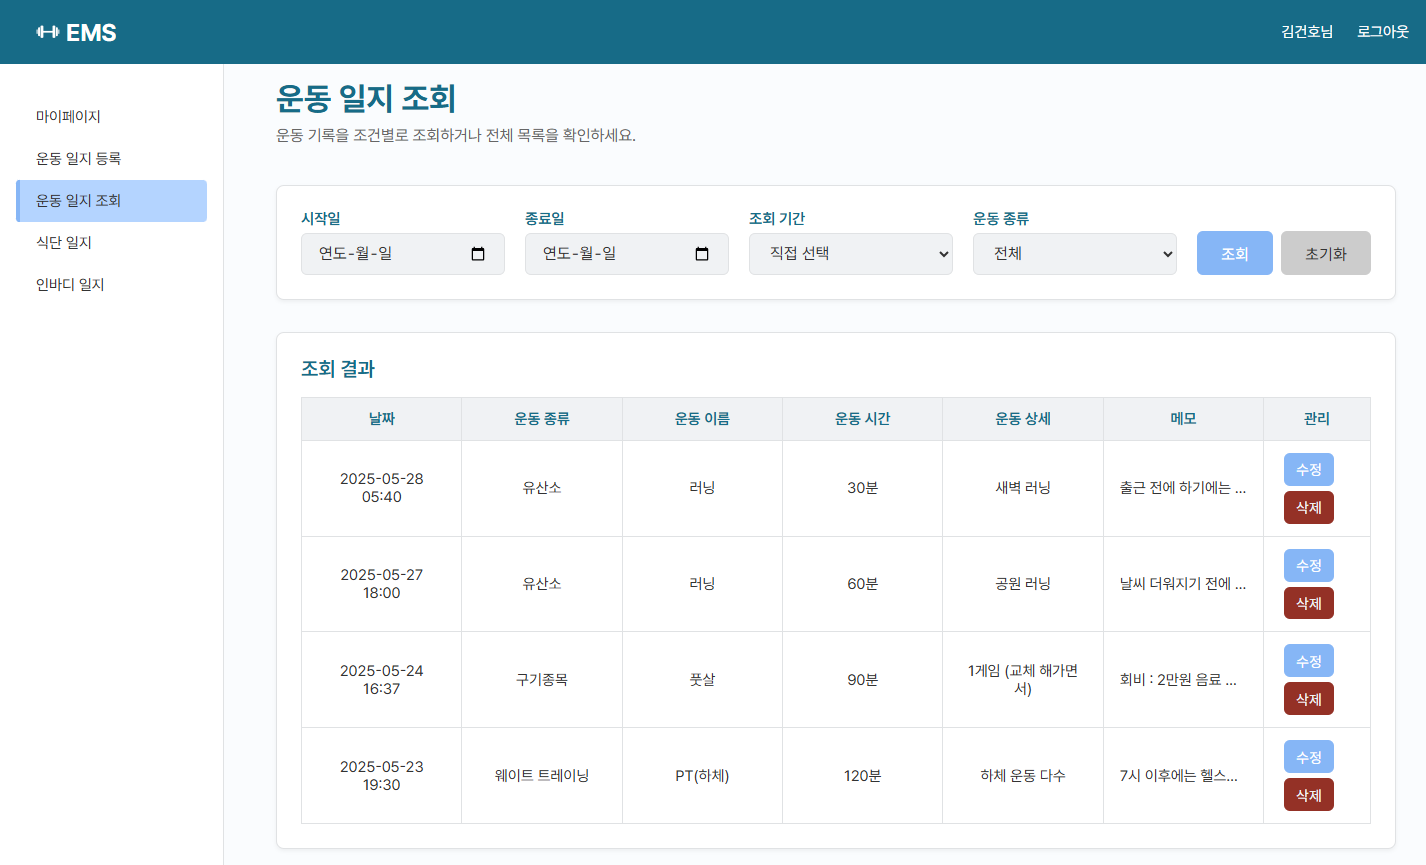 EMS
김건호님 로그아웃
마이페이지
운동 일지 등록
운동 일지 조회
식단 일지
인바디 일지
운동 일지 조회
운동 기록을 조건별로 조회하거나 전체 목록을 확인하세요.
시작일 종료일 조회 기간 운동 종류
연도-월-일 연도-월-일 직접 선택 전체 조회 초기화
조회 결과
날짜 운동 종류 운동 이름 운동 시간 운동 상세 메모 관리
2025-05-28
05:40
유산소 러닝 30분 새벽 러닝 출근 전에 하기에는 ...
수정
삭제
2025-05-27
18:00
유산소 러닝 60분 공원 러닝 날씨 더워지기 전에 ...
수정
삭제
2025-05-24
16:37
구기종목 풋살 90분
1게임 (교체 해가면
서)
회비 : 2만원 음료 ...
수정
삭제
2025-05-23
19:30
웨이트 트레이닝 PT(하체) 120분 하체 운동 다수 7시 이후에는 헬스...
수정
삭제